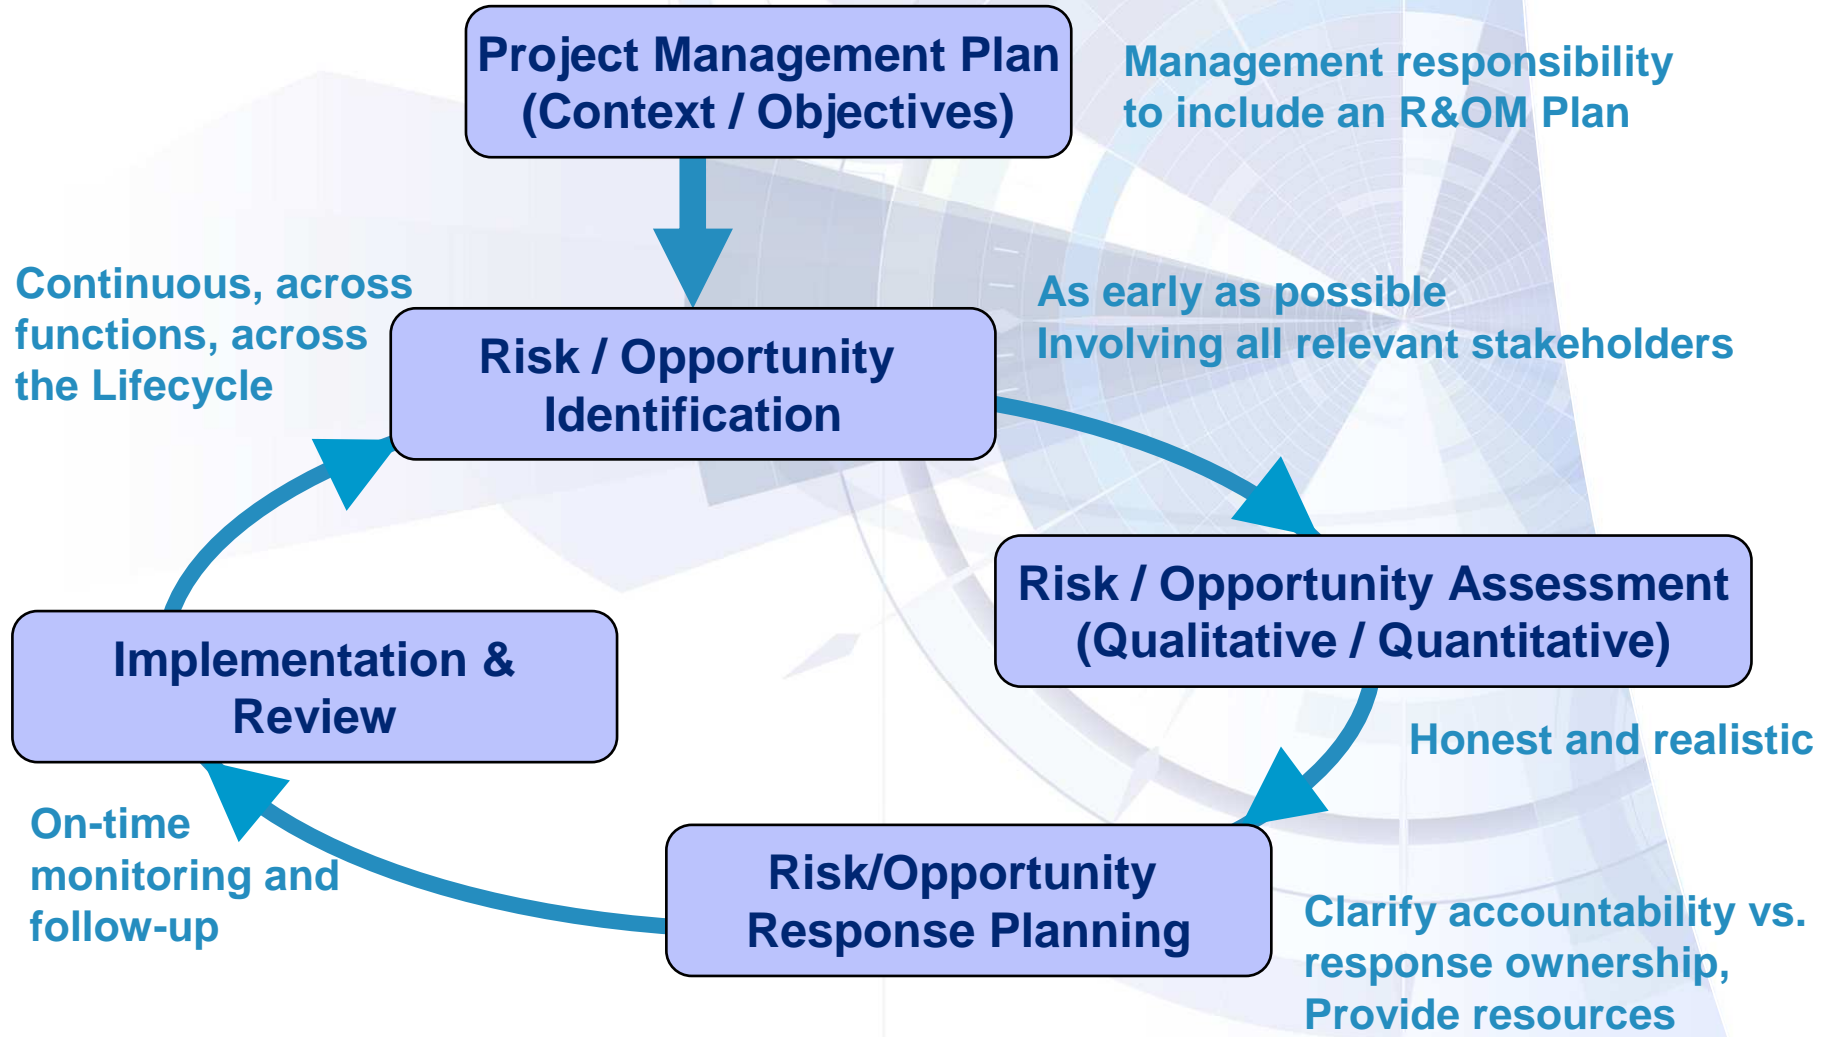 Project Management Plan
(Context / Objectives)
Management responsibility
to include an R&OM Plan
Continuous, across
functions, across
the Lifecycle
Risk / Opportunity
Identification
As early as possible
Involving all relevant stakeholders
Risk / Opportunity Assessment
(Qualitative / Quantitative)
Implementation &
Review
Honest and realistic
On-time
monitoring and
follow-up
Risk/Opportunity
Response Planning
Clarify accountability vs.
response ownership,
Provide resources